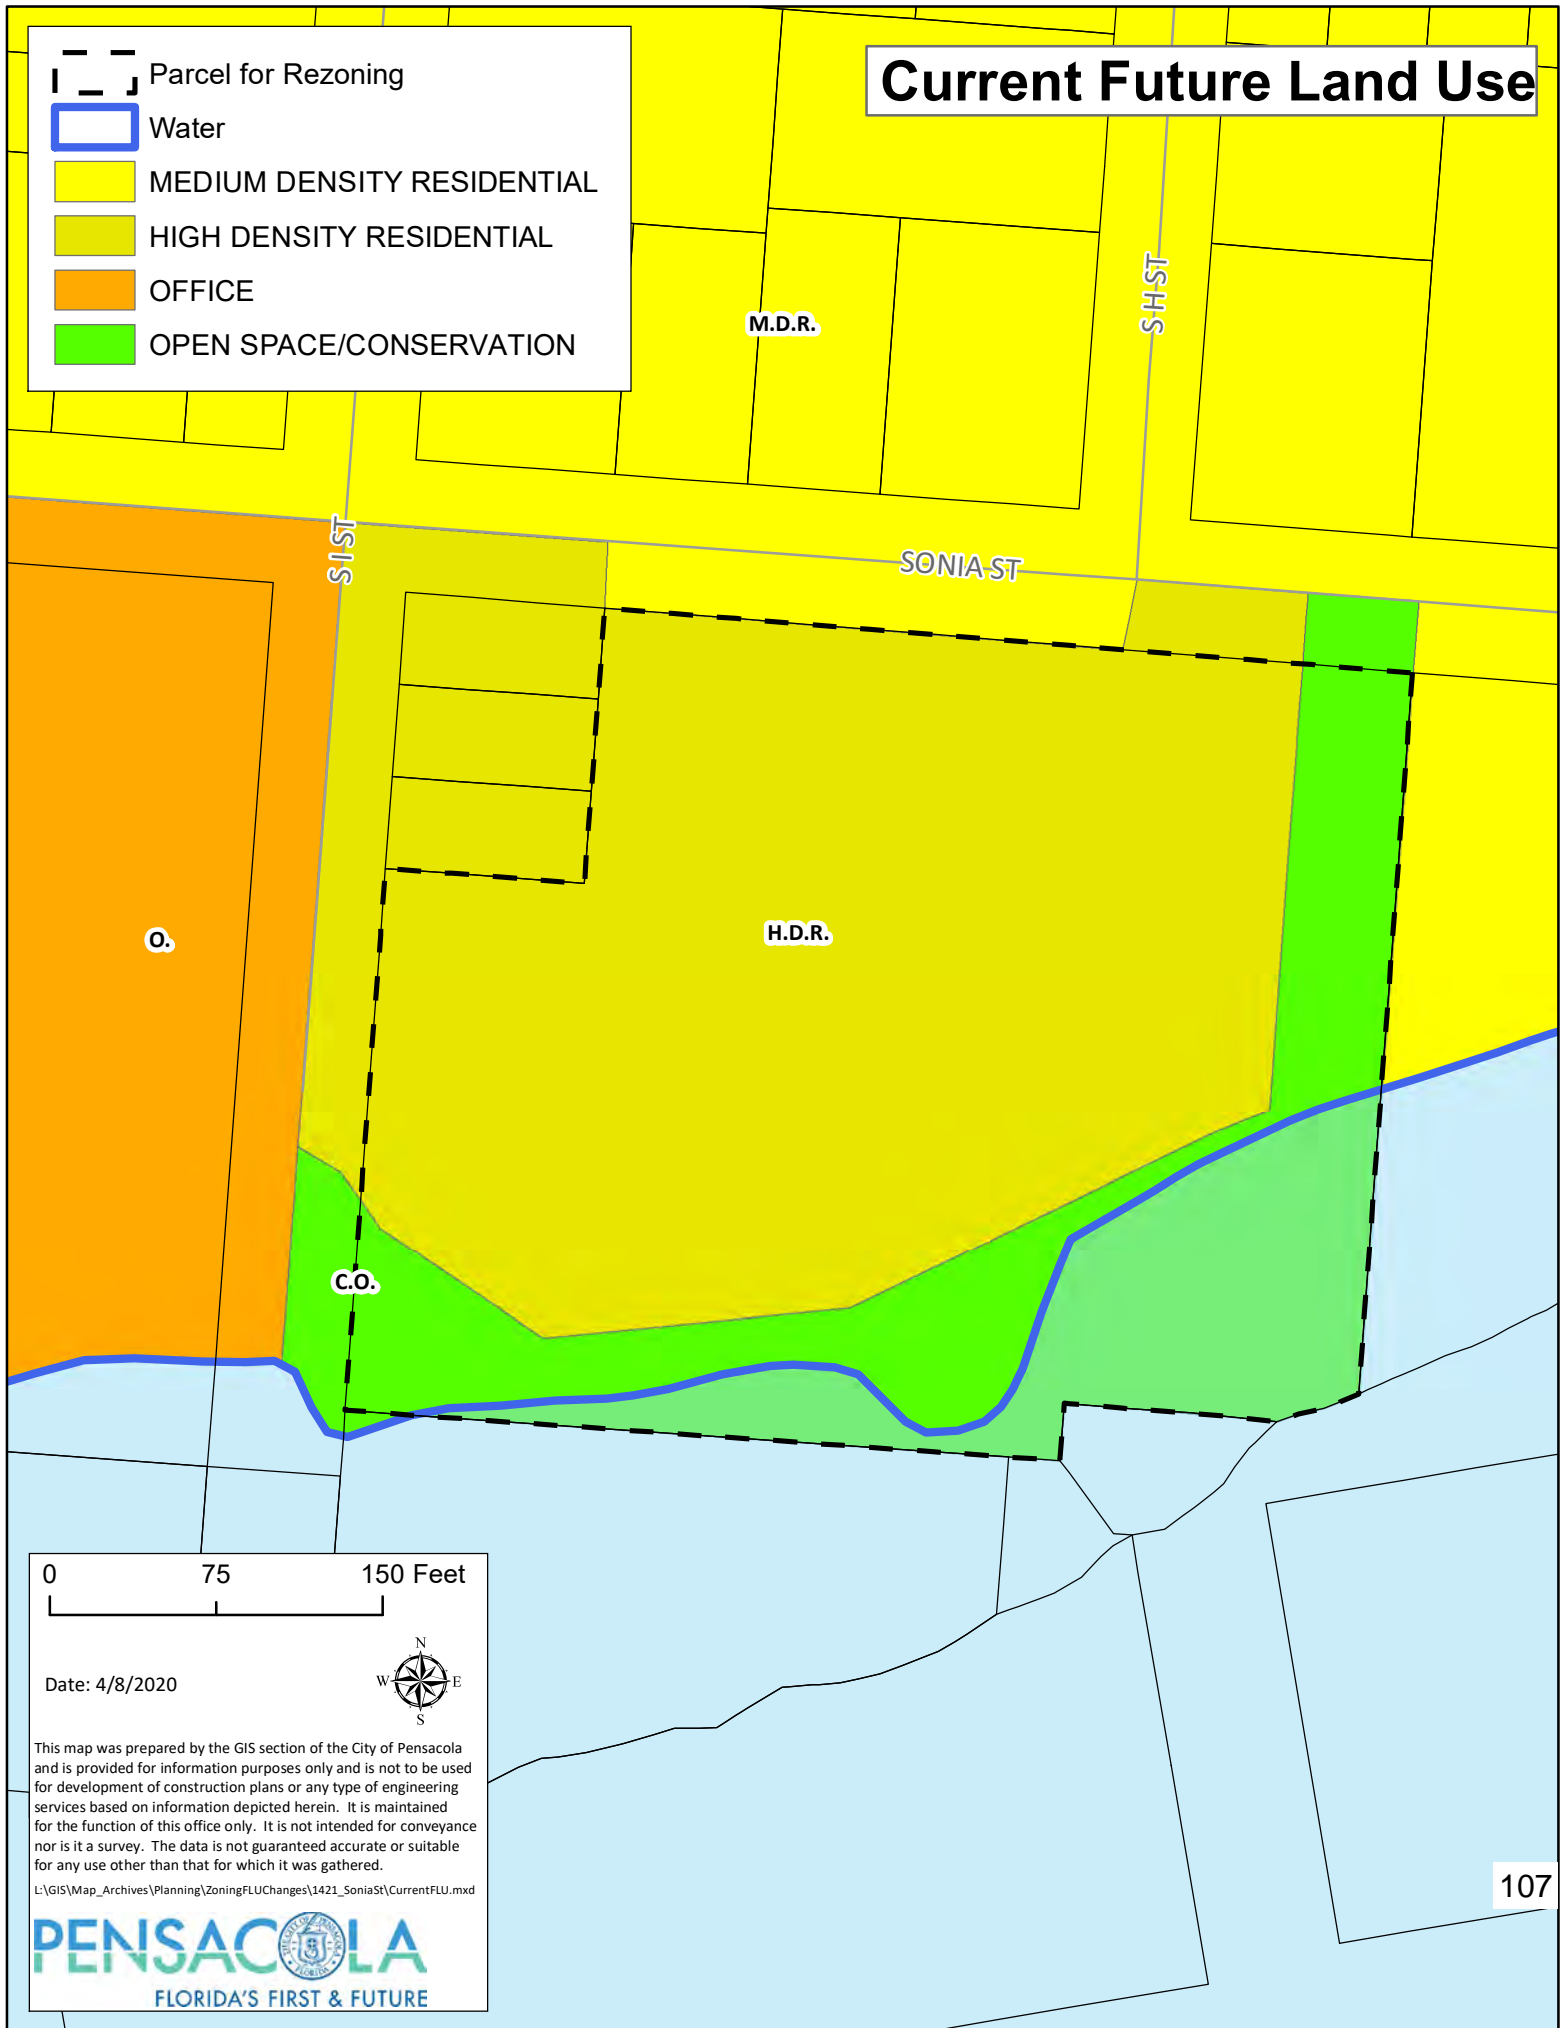 Current Future Land Use
Parcel for Rezoning
Water
MEDIUM DENSITY RESIDENTIAL
HIGH DENSITY RESIDENTIAL
OFFICE
OPEN SPACE/CONSERVATION
M.D.R.
S H ST
S I ST
SONIA ST
O.
H.D.R.
C.O.
0 75 150 Feet
N
W E
S
Date: 4/8/2020
This map was prepared by the GIS section of the City of Pensacola
and is provided for information purposes only and is not to be used
for development of construction plans or any type of engineering
services based on information depicted herein. It is maintained
for the function of this office only. It is not intended for conveyance
nor is it a survey. The data is not guaranteed accurate or suitable
for any use other than that for which it was gathered.
L:\GIS\Map_Archives\Planning\ZoningFLUChanges\1421_SoniaSt\CurrentFLU.mxd
107
PENSACOLA
FLORIDA'S FIRST & FUTURE